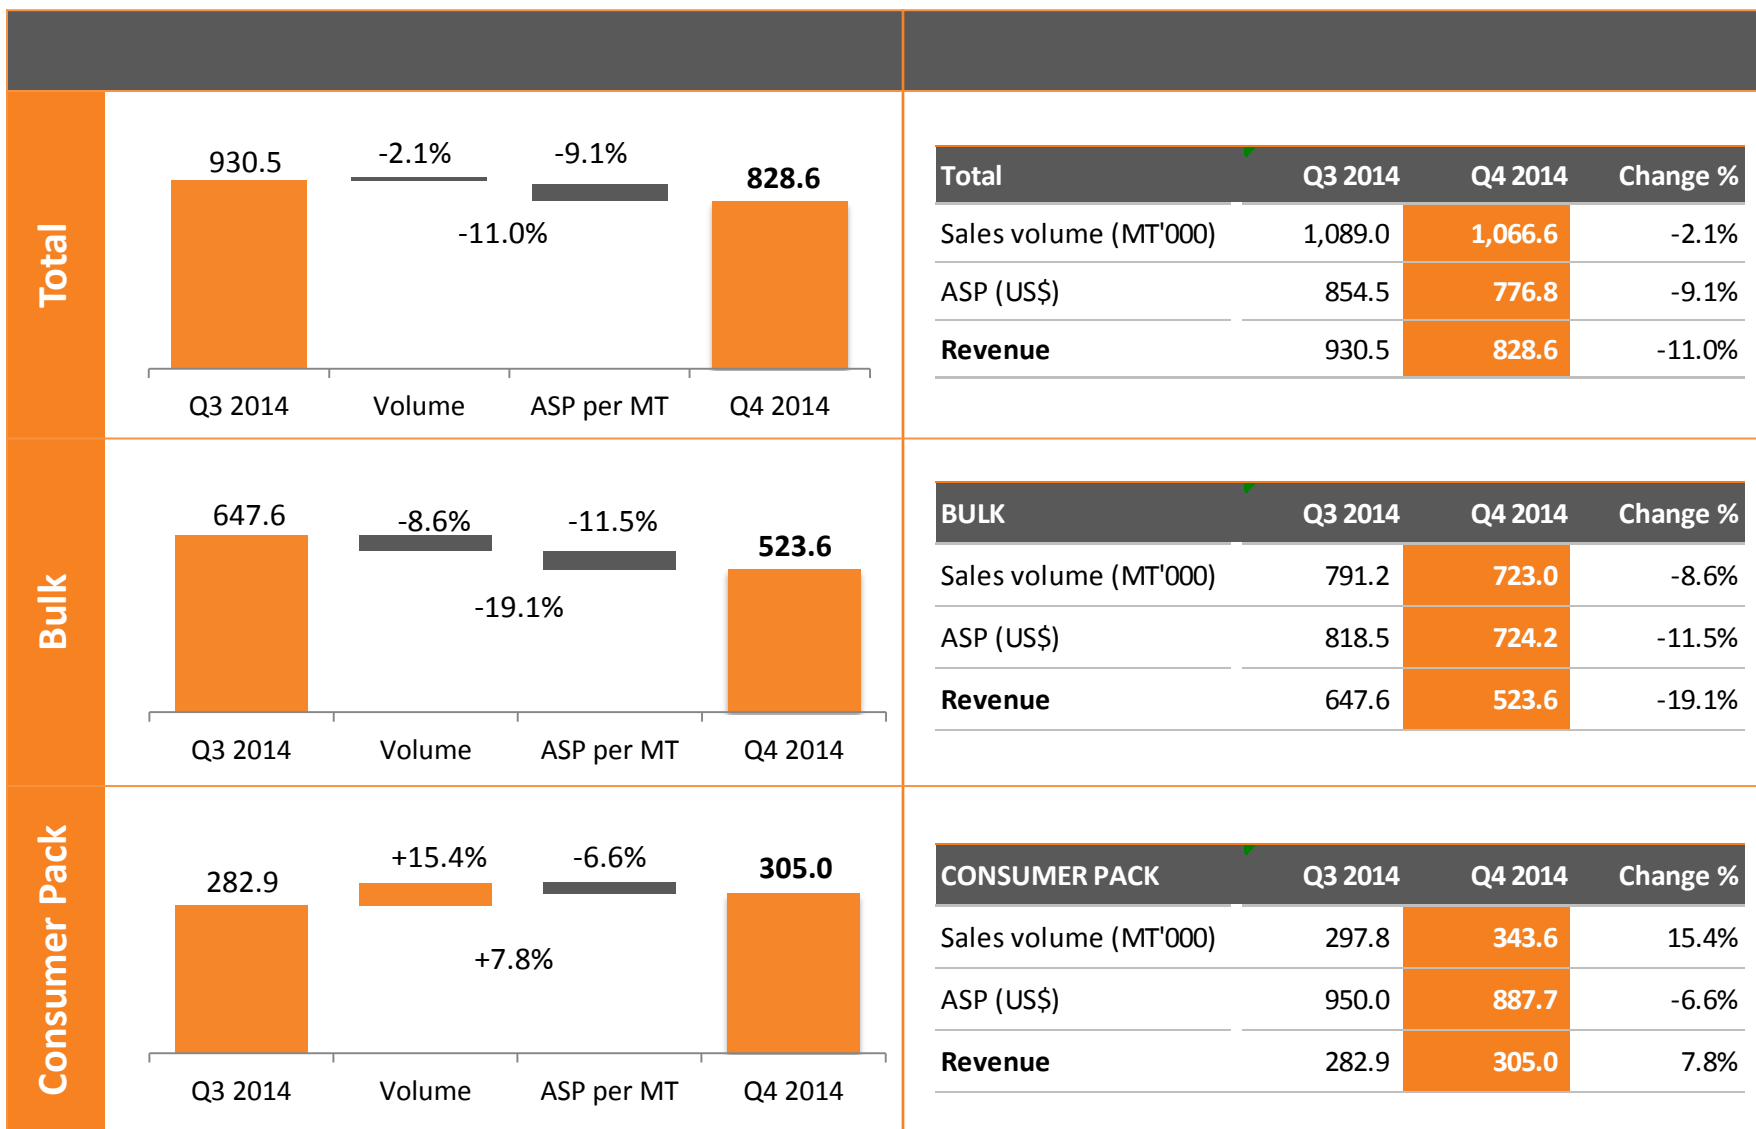 Total
930.5 -2.1% -9.1% 828.6
-11.0%
Q3 2014 Volume ASP per MT Q4 2014
Total Q3 2014 Q4 2014 Change %
Sales volume (MT'000) 1,089.0 1,066.6 -2.1%
ASP (US$) 854.5 776.8 -9.1%
Revenue 930.5 828.6 -11.0%
Bulk
647.6 -8.6% -11.5% 523.6
-19.1%
Q3 2014 Volume ASP per MT Q4 2014
BULK Q3 2014 Q4 2014 Change %
Sales volume (MT'000) 791.2 723.0 -8.6%
ASP (US$) 818.5 724.2 -11.5%
Revenue 647.6 523.6 -19.1%
Consumer Pack
282.9 +15.4% -6.6% 305.0
+7.8%
Q3 2014 Volume ASP per MT Q4 2014
CONSUMER PACK Q3 2014 Q4 2014 Change %
Sales volume (MT'000) 297.8 343.6 15.4%
ASP (US$) 950.0 887.7 -6.6%
Revenue 282.9 305.0 7.8%